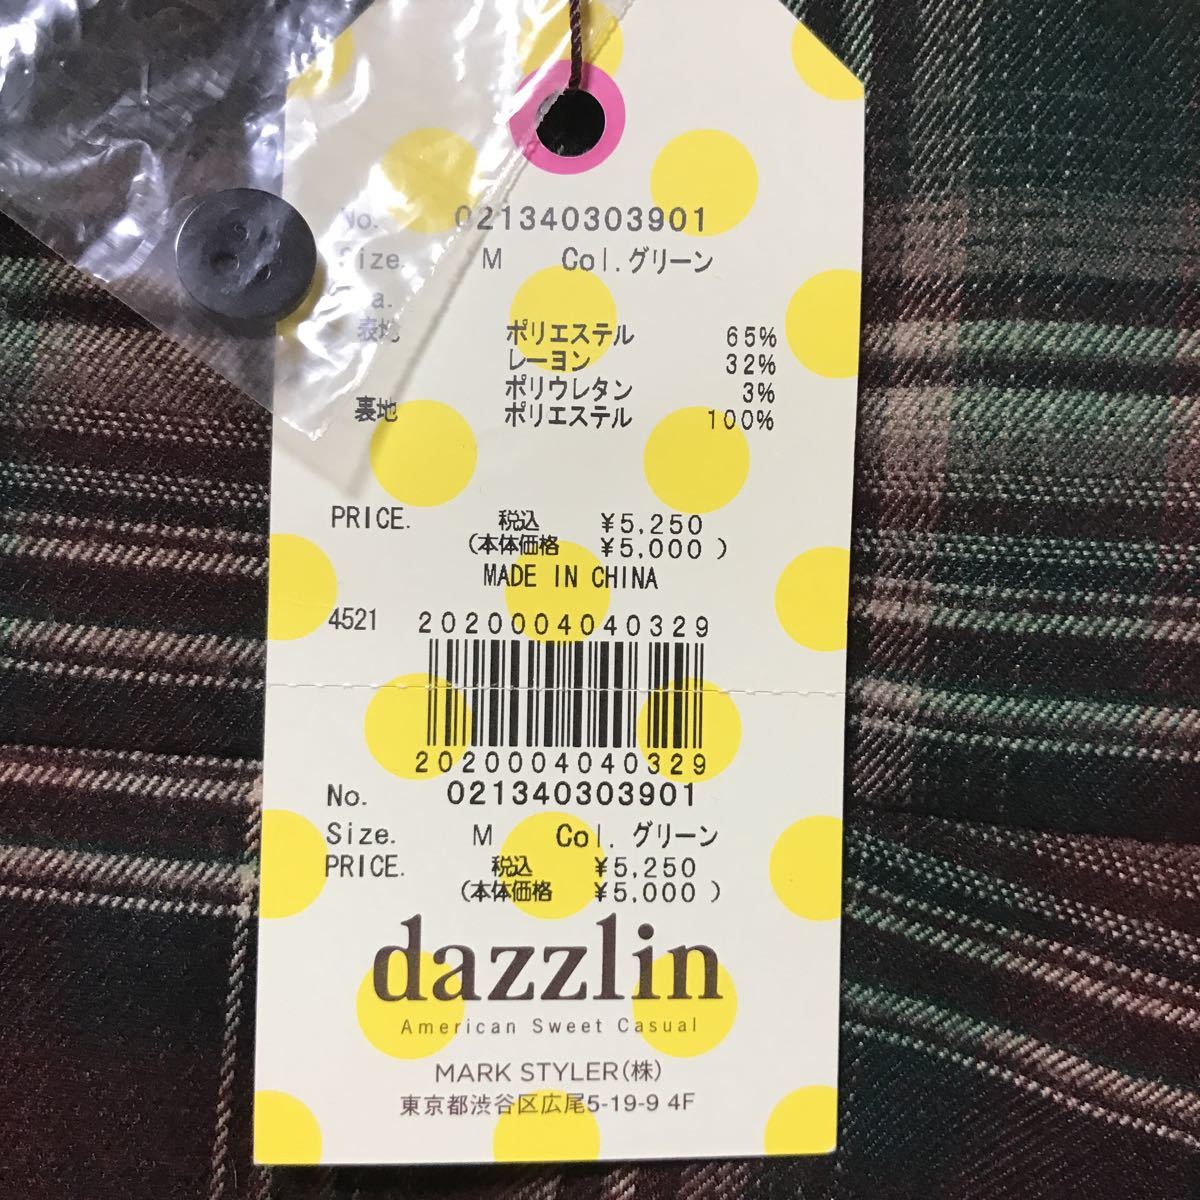 No. 021340303901
Size. M Col.グリーン
表地 ポリエステル 65%
レーヨン 32%
ポリウレタン 3%
裏地 ポリエステル 100%
PRICE. 税込 ¥5,250
(本体価格 ¥5,000 )
MADE IN CHINA
4521 2020004040329
2020004040329
No. 021340303901
Size. M Col.グリーン
PRICE. 税込 ¥5,250
(本体価格 ¥5,000 )
dazzlin
American Sweet Casual
MARK STYLER(株)
東京都渋谷区広尾5-19-9 4F